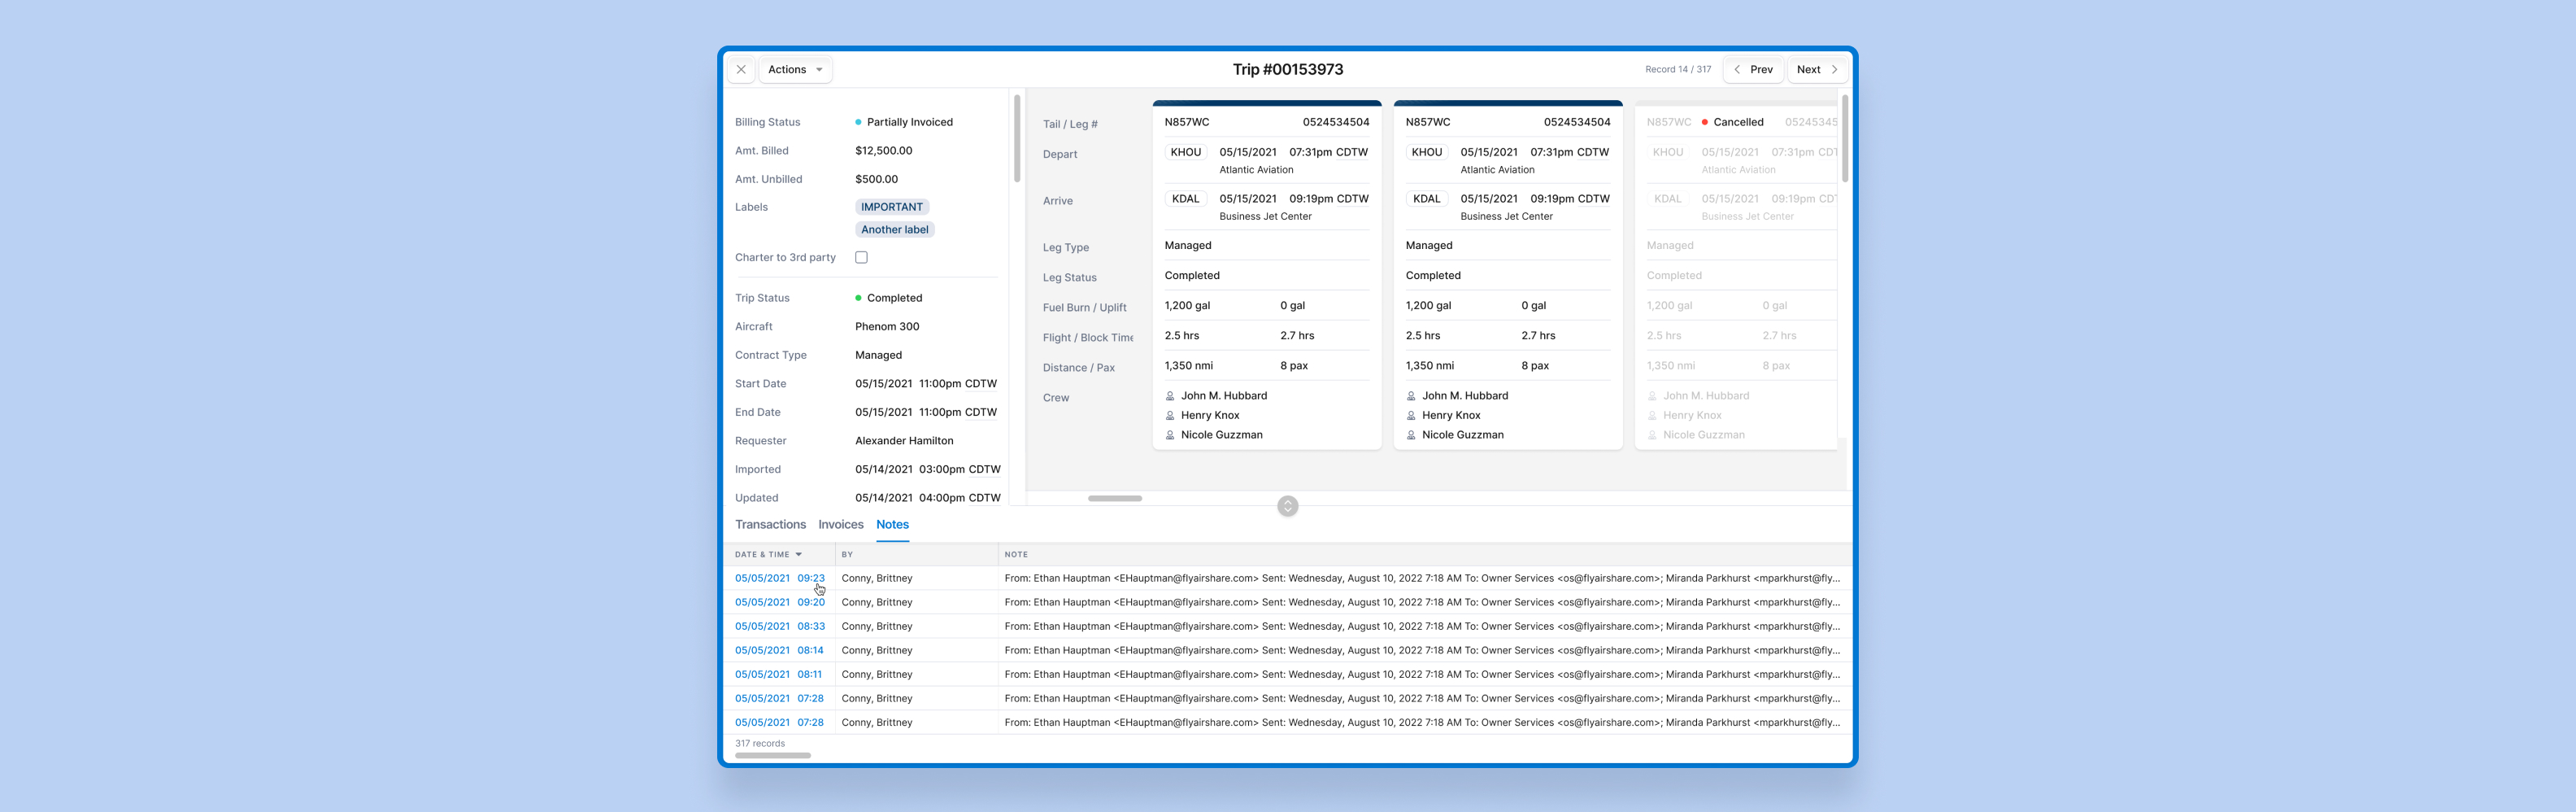 Actions
Trip #00153973
Record 14 / 317
Prev
Next
Billing Status Partially Invoiced
Amt. Billed $12,500.00
Amt. Unbilled $500.00
Labels IMPORTANT
Another label
Charter to 3rd party
Trip Status Completed
Aircraft Phenom 300
Contract Type Managed
Start Date 05/15/2021 11:00pm CDTW
End Date 05/15/2021 11:00pm CDTW
Requester Alexander Hamilton
Imported 05/14/2021 03:00pm CDTW
Updated 05/14/2021 04:00pm CDTW
Tail / Leg #
Depart
Arrive
Leg Type
Leg Status
Fuel Burn / Uplift
Flight / Block Time
Distance / Pax
Crew
N857WC 0524534504
KHOU 05/15/2021 07:31pm CDTW
Atlantic Aviation
KDAL 05/15/2021 09:19pm CDTW
Business Jet Center
Managed
Completed
1,200 gal 0 gal
2.5 hrs 2.7 hrs
1,350 nmi 8 pax
John M. Hubbard
Henry Knox
Nicole Guzzman
N857WC 0524534504
KHOU 05/15/2021 07:31pm CDTW
Atlantic Aviation
KDAL 05/15/2021 09:19pm CDTW
Business Jet Center
Managed
Completed
1,200 gal 0 gal
2.5 hrs 2.7 hrs
1,350 nmi 8 pax
John M. Hubbard
Henry Knox
Nicole Guzzman
N857WC Cancelled 05245345
KHOU 05/15/2021 07:31pm CDT
Atlantic Aviation
KDAL 05/15/2021 09:19pm CDT
Business Jet Center
Managed
Completed
1,200 gal 0 gal
2.5 hrs 2.7 hrs
1,350 nmi 8 pax
John M. Hubbard
Henry Knox
Nicole Guzzman
Transactions Invoices Notes
DATE & TIME BY NOTE
05/05/2021 09:23 Conny, Brittney From: Ethan Hauptman <EHauptman@flyairshare.com> Sent: Wednesday, August 10, 2022 7:18 AM To: Owner Services <os@flyairshare.com>; Miranda Parkhurst <mparkhurst@fly...
05/05/2021 09:20 Conny, Brittney From: Ethan Hauptman <EHauptman@flyairshare.com> Sent: Wednesday, August 10, 2022 7:18 AM To: Owner Services <os@flyairshare.com>; Miranda Parkhurst <mparkhurst@fly...
05/05/2021 08:33 Conny, Brittney From: Ethan Hauptman <EHauptman@flyairshare.com> Sent: Wednesday, August 10, 2022 7:18 AM To: Owner Services <os@flyairshare.com>; Miranda Parkhurst <mparkhurst@fly...
05/05/2021 08:14 Conny, Brittney From: Ethan Hauptman <EHauptman@flyairshare.com> Sent: Wednesday, August 10, 2022 7:18 AM To: Owner Services <os@flyairshare.com>; Miranda Parkhurst <mparkhurst@fly...
05/05/2021 08:11 Conny, Brittney From: Ethan Hauptman <EHauptman@flyairshare.com> Sent: Wednesday, August 10, 2022 7:18 AM To: Owner Services <os@flyairshare.com>; Miranda Parkhurst <mparkhurst@fly...
05/05/2021 07:28 Conny, Brittney From: Ethan Hauptman <EHauptman@flyairshare.com> Sent: Wednesday, August 10, 2022 7:18 AM To: Owner Services <os@flyairshare.com>; Miranda Parkhurst <mparkhurst@fly...
05/05/2021 07:28 Conny, Brittney From: Ethan Hauptman <EHauptman@flyairshare.com> Sent: Wednesday, August 10, 2022 7:18 AM To: Owner Services <os@flyairshare.com>; Miranda Parkhurst <mparkhurst@fly...
317 records